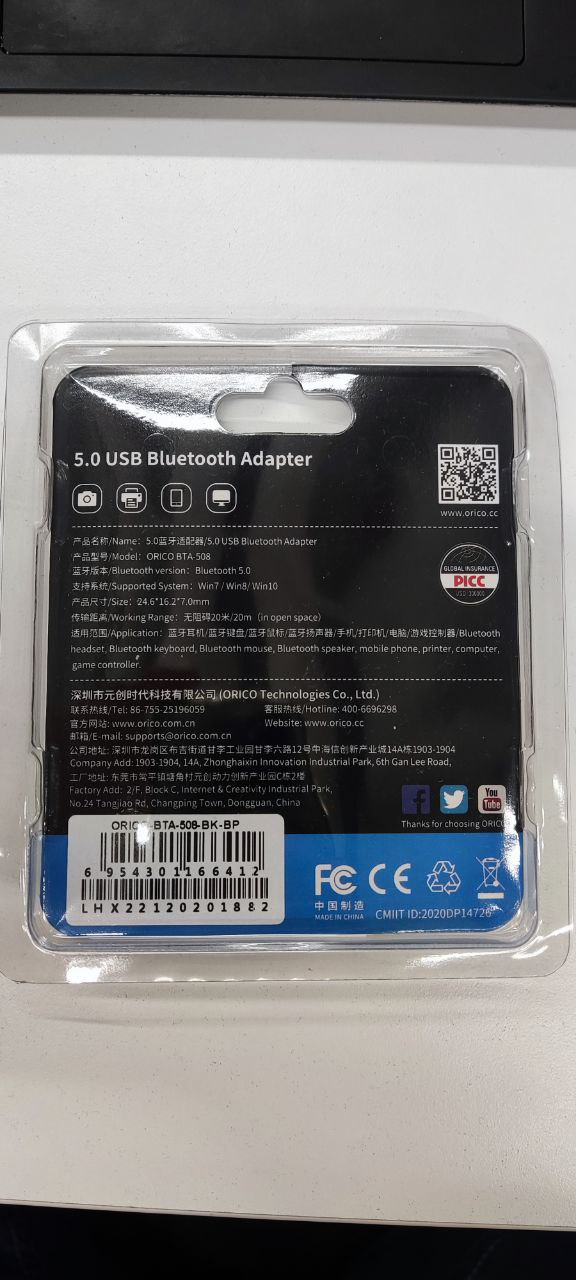 5.0 USB Bluetooth Adapter
www.orico.cc
产品名称/Name: 5.0蓝牙适配器/5.0 USB Bluetooth Adapter
产品型号/Model: ORICO BTA-508
蓝牙版本/Bluetooth version: Bluetooth 5.0
支持系统/Supported System: Win7 / Win8/ Win10
产品尺寸/Size: 24.6*16.2*7.0mm
传输距离/Working Range: 无阻碍20米/20m (in open space)
适用范围/Application: 蓝牙耳机/蓝牙键盘/蓝牙鼠标/蓝牙扬声器/手机/打印机/电脑/游戏控制器/Bluetooth
headset, Bluetooth keyboard, Bluetooth mouse, Bluetooth speaker, mobile phone, printer, computer,
game controller.
GLOBAL INSURANCE
PICC
深圳市元创时代科技有限公司 (ORICO Technologies Co., Ltd.)
联系热线/Tel: 86-755-25196059 客服热线/Hotline: 400-6696298
官方网站: www.orico.com.cn Website: www.orico.cc
邮箱/E-mail: supports@orico.com.cn
公司地址: 深圳市龙岗区布吉街道甘李工业园甘李六路12号中海信创新产业城14A栋1903-1904
Company Add: 1903-1904, 14A, Zhonghaixin Innovation Industrial Park, 6th Gan Lee Road,
工厂地址: 东莞市常平镇塘角村元创动力创新产业园C栋2楼
Factory Add: 2/F, Block C, Internet & Creativity Industrial Park,
No.24 Tangjiao Rd, Changping Town, Dongguan, China
f
You
Tube
Thanks for choosing ORICO
ORICO BTA-508-BK-BP
6 954301166412
LHX22120201882
FC CE
中国制造
MADE IN CHINA
CMIIT ID:2020DP14726